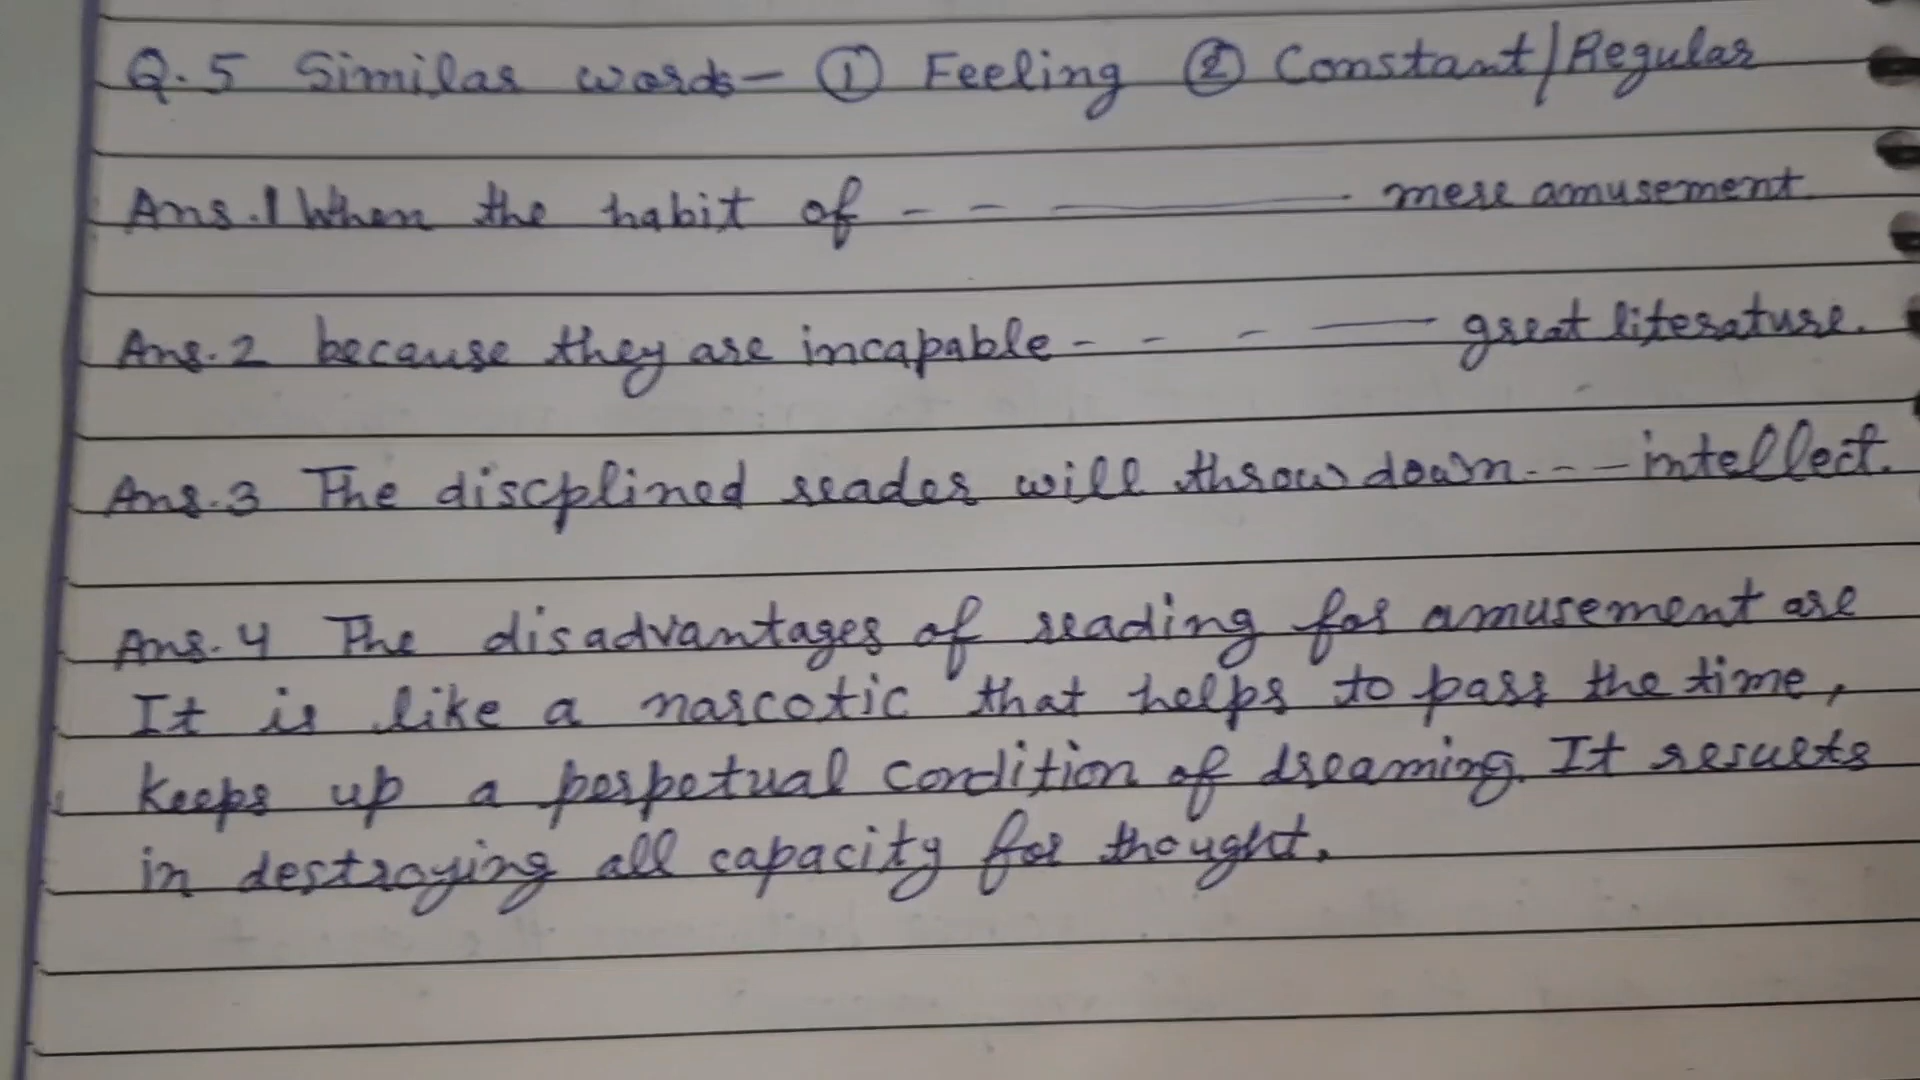 Q.5 Similar words- ① Feeling ② Constant/Regular
Ans.1 When the habit of - - ——— mere amusement
Ans.2 because they are incapable - - - —— great literature.
Ans.3 The discplined reader will throw down - - - intellect.
Ans.4 The disadvantages of reading for amusement are
It is like a narcotic that helps to pass the time,
keeps up a perpetual condition of dreaming. It results
in destroying all capacity for thought.